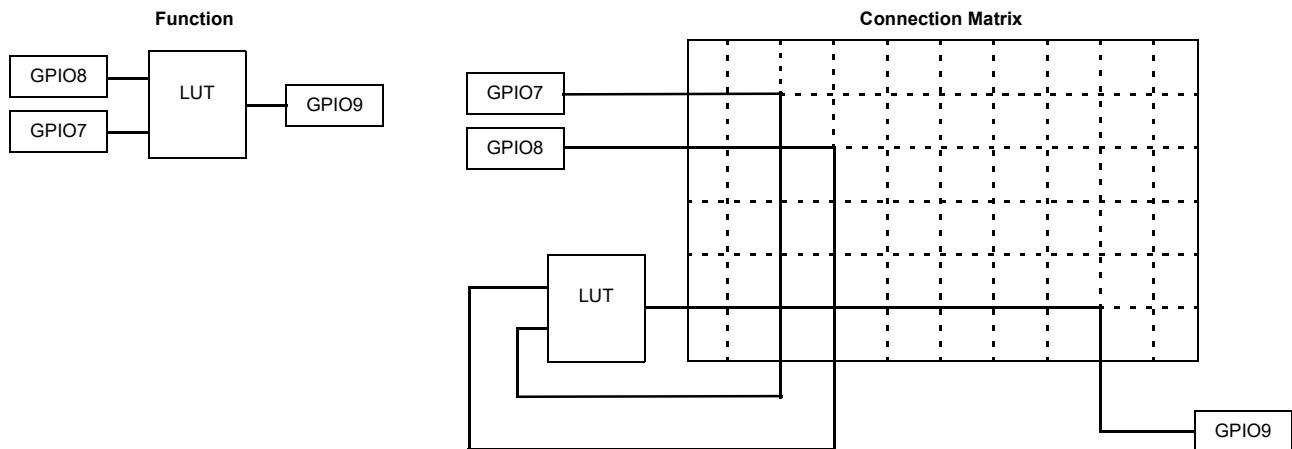 Function
GPIO8
LUT
GPIO7
GPIO9
Connection Matrix
GPIO7
GPIO8
LUT
GPIO9